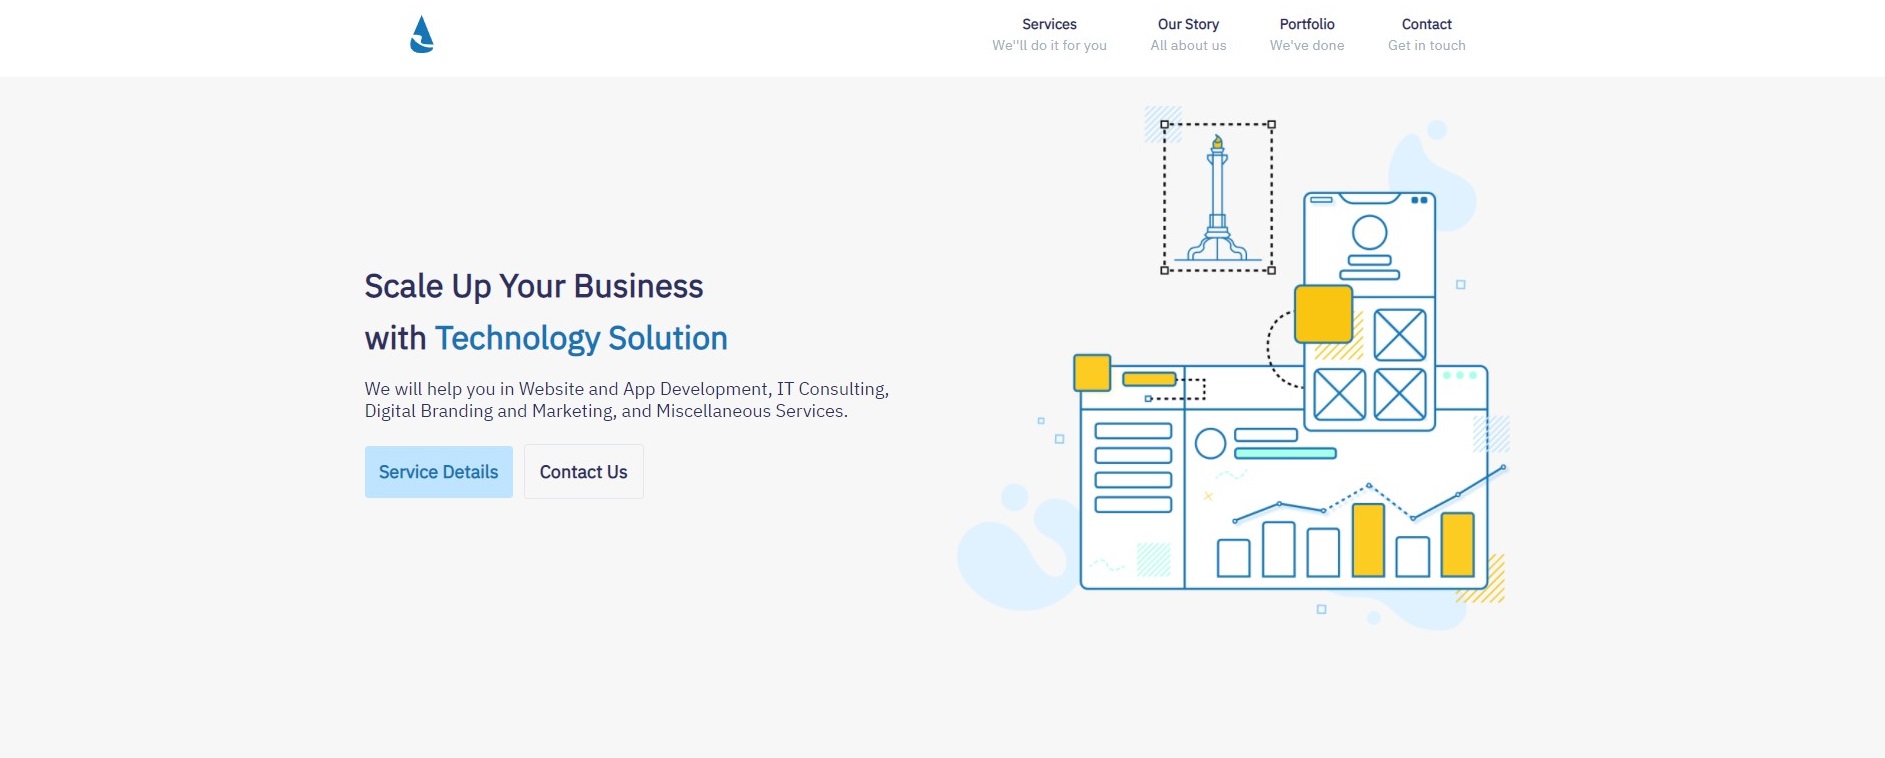 Services
We''ll do it for you
Our Story
All about us
Portfolio
We've done
Contact
Get in touch
Scale Up Your Business
with Technology Solution
We will help you in Website and App Development, IT Consulting,
Digital Branding and Marketing, and Miscellaneous Services.
Service Details
Contact Us